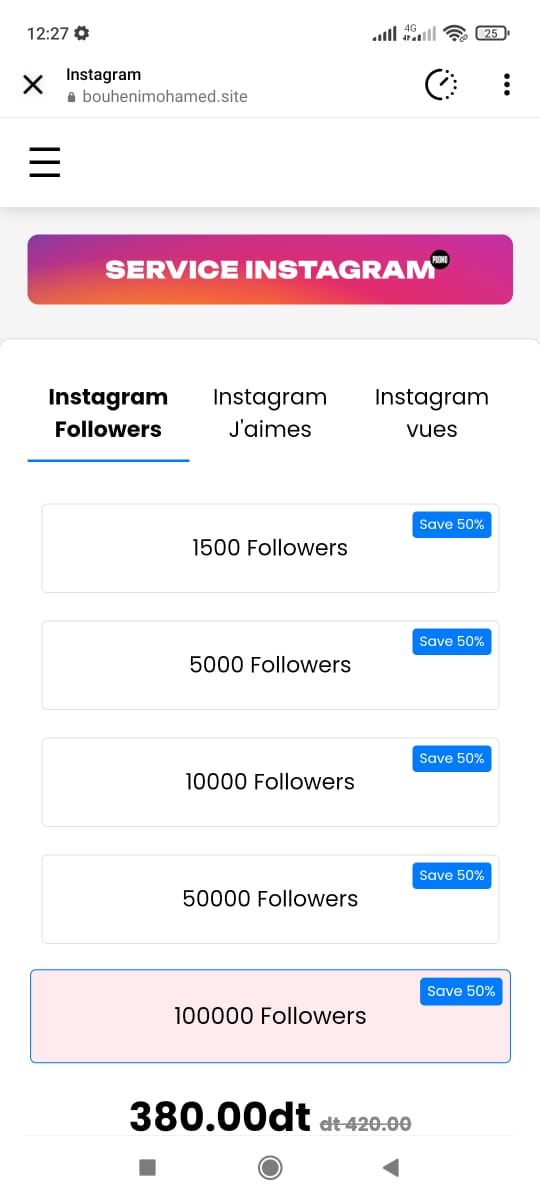 12:27
4G
25
Instagram
bouhenimohamed.site
SERVICE INSTAGRAM
PROMO
Instagram Followers
Instagram J'aimes
Instagram vues
Save 50%
1500 Followers
Save 50%
5000 Followers
Save 50%
10000 Followers
Save 50%
50000 Followers
Save 50%
100000 Followers
380.00dt dt 420.00